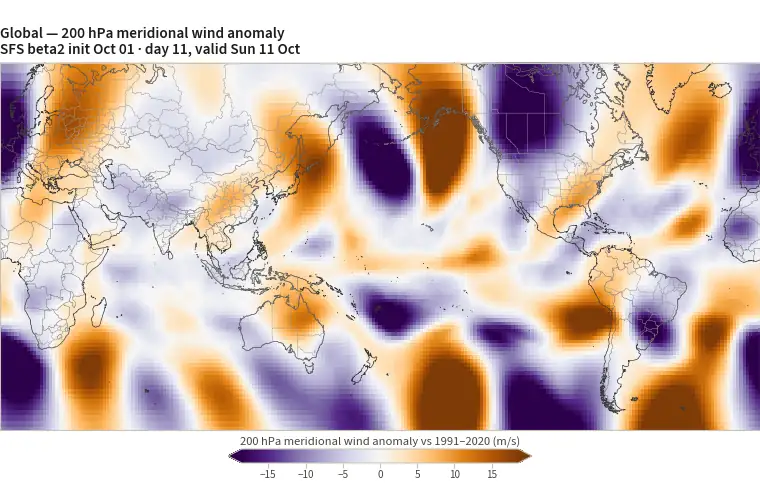 Global — 200 hPa meridional wind anomaly
SFS beta2 init Oct 01 · day 11, valid Sun 11 Oct
200 hPa meridional wind anomaly vs 1991–2020 (m/s)
−15 −10 −5 0 5 10 15